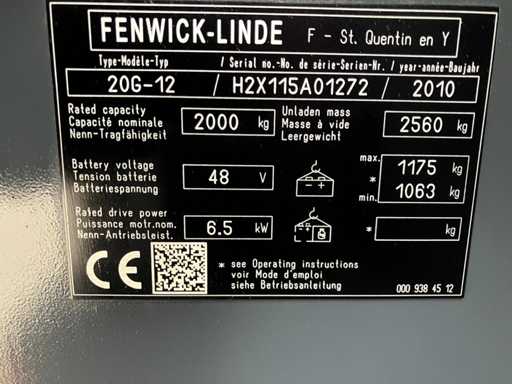 FENWICK-LINDE F - St. Quentin en Y
Type-Modèle-Typ / Serial no.-No. de série-Serien-Nr. / year-année-Baujahr
20G-12 / H2X115A01272 / 2010
Rated capacity
Capacité nominale
Nenn-Tragfähigkeit
2000 kg
Unladen mass
Masse à vide
Leergewicht
2560 kg
Battery voltage
Tension batterie
Batteriespannung
48 V
- +
max. 1175 kg
*
min. 1063 kg
Rated drive power
Puissance motr.nom.
Nenn-Antriebsleist.
6.5 kW
* kg
CE
* see Operating instructions
voir Mode d'emploi
siehe Betriebsanleitung
000 938 45 12